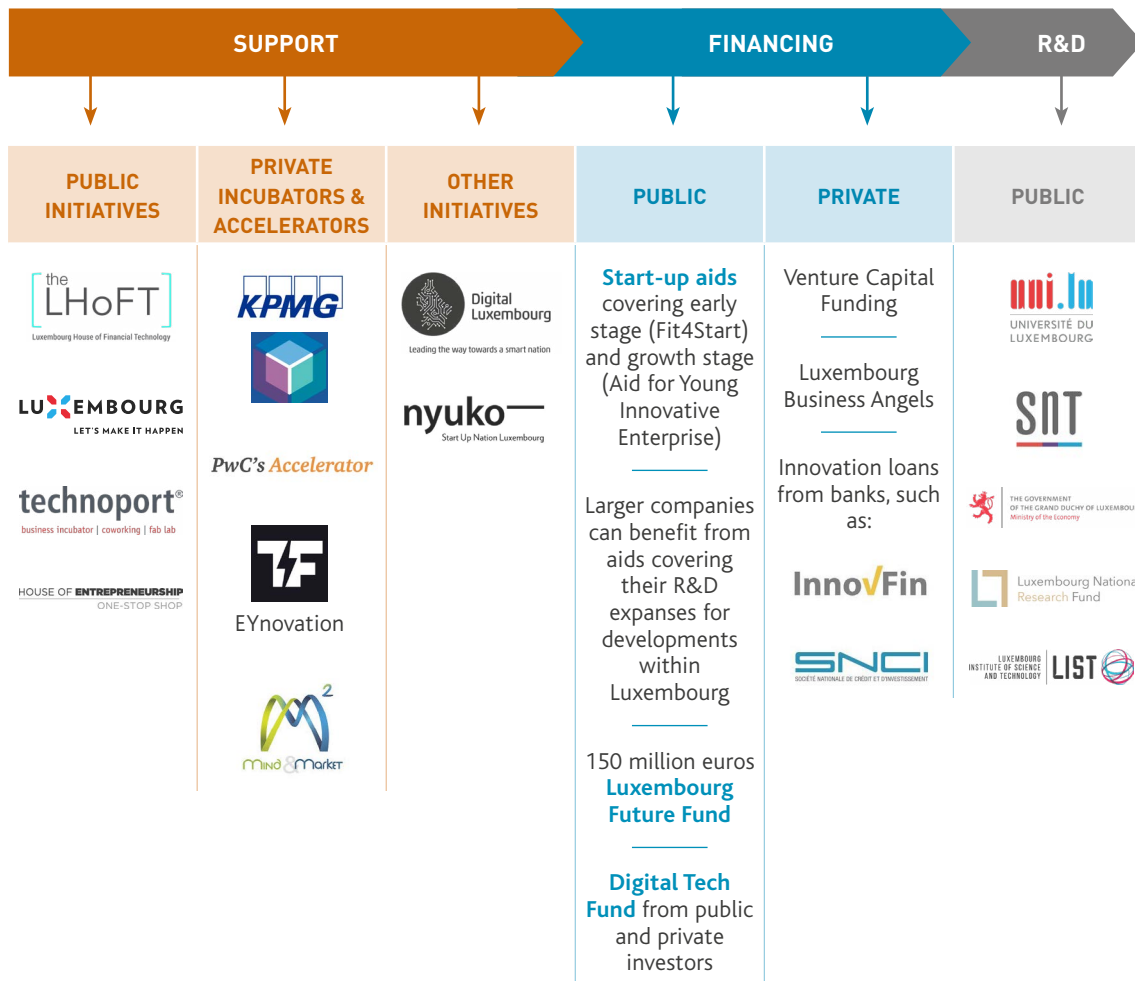 SUPPORT
FINANCING
R&D
PUBLIC
INITIATIVES
PRIVATE
INCUBATORS &
ACCELERATORS
OTHER
INITIATIVES
PUBLIC
PRIVATE
PUBLIC
the
LHoFT
Luxembourg House of Financial Technology
LUXEMBOURG
LET'S MAKE IT HAPPEN
technoport®
business incubator | coworking | fab lab
HOUSE OF ENTREPRENEURSHIP
ONE-STOP SHOP
KPMG
PwC's Accelerator
EYnovation
M2
MIND & MARKET
Digital
Luxembourg
Leading the way towards a smart nation
nyuko
Start Up Nation Luxembourg
Start-up aids
covering early
stage (Fit4Start)
and growth stage
(Aid for Young
Innovative
Enterprise)
Larger companies
can benefit from
aids covering
their R&D
expanses for
developments
within
Luxembourg
150 million euros
Luxembourg
Future Fund
Digital Tech
Fund from public
and private
investors
Venture Capital
Funding
Luxembourg
Business Angels
Innovation loans
from banks, such
as:
InnovFin
SNCI
SOCIÉTÉ NATIONALE DE CRÉDIT ET D'INVESTISSEMENT
uni.lu
UNIVERSITÉ DU
LUXEMBOURG
SnT
THE GOVERNMENT
OF THE GRAND DUCHY OF LUXEMBOU
Ministry of the Economy
Luxembourg Nationa
Research Fund
LUXEMBOURG
INSTITUTE OF SCIENCE
AND TECHNOLOGY
LIST